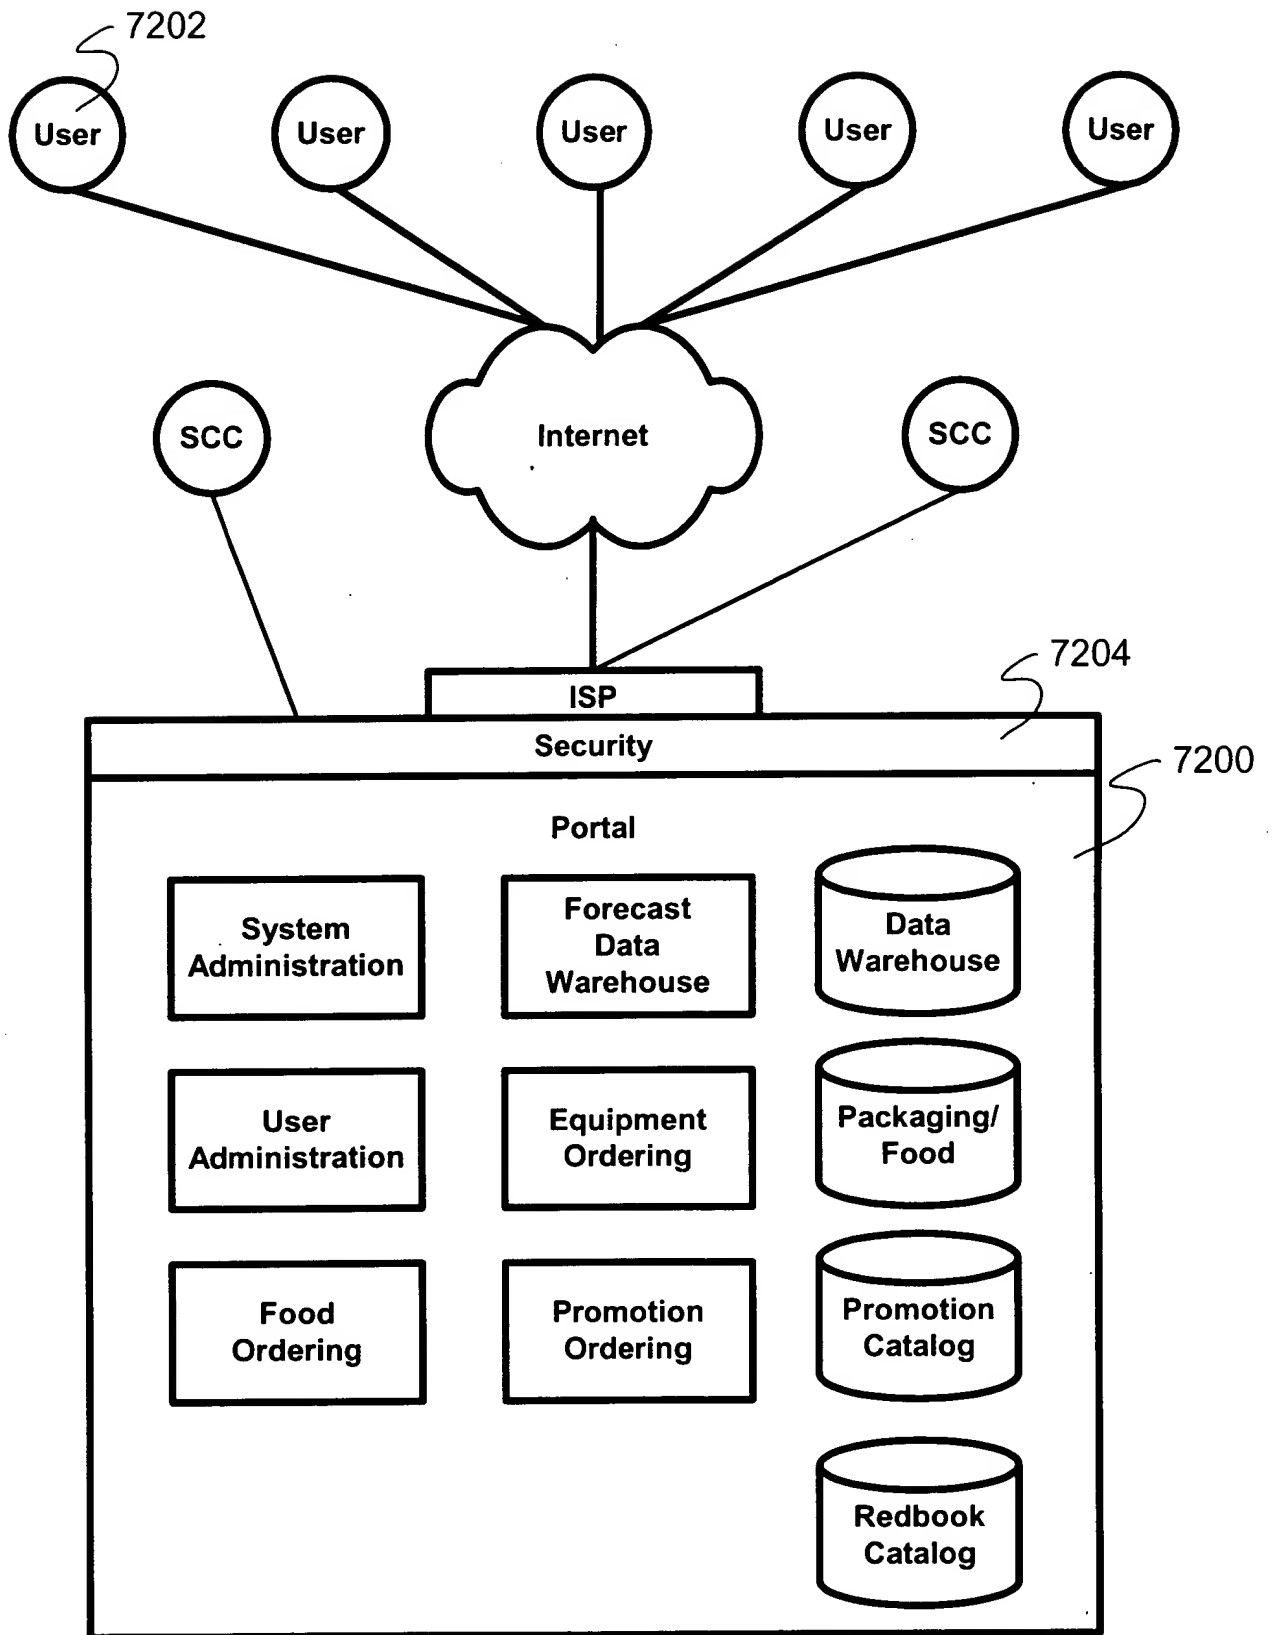 7202
User
User
User
User
User
SCC
Internet
SCC
7204
ISP
Security
7200
Portal
System
Administration
Forecast
Data
Warehouse
Data
Warehouse
User
Administration
Equipment
Ordering
Packaging/
Food
Food
Ordering
Promotion
Ordering
Promotion
Catalog
Redbook
Catalog